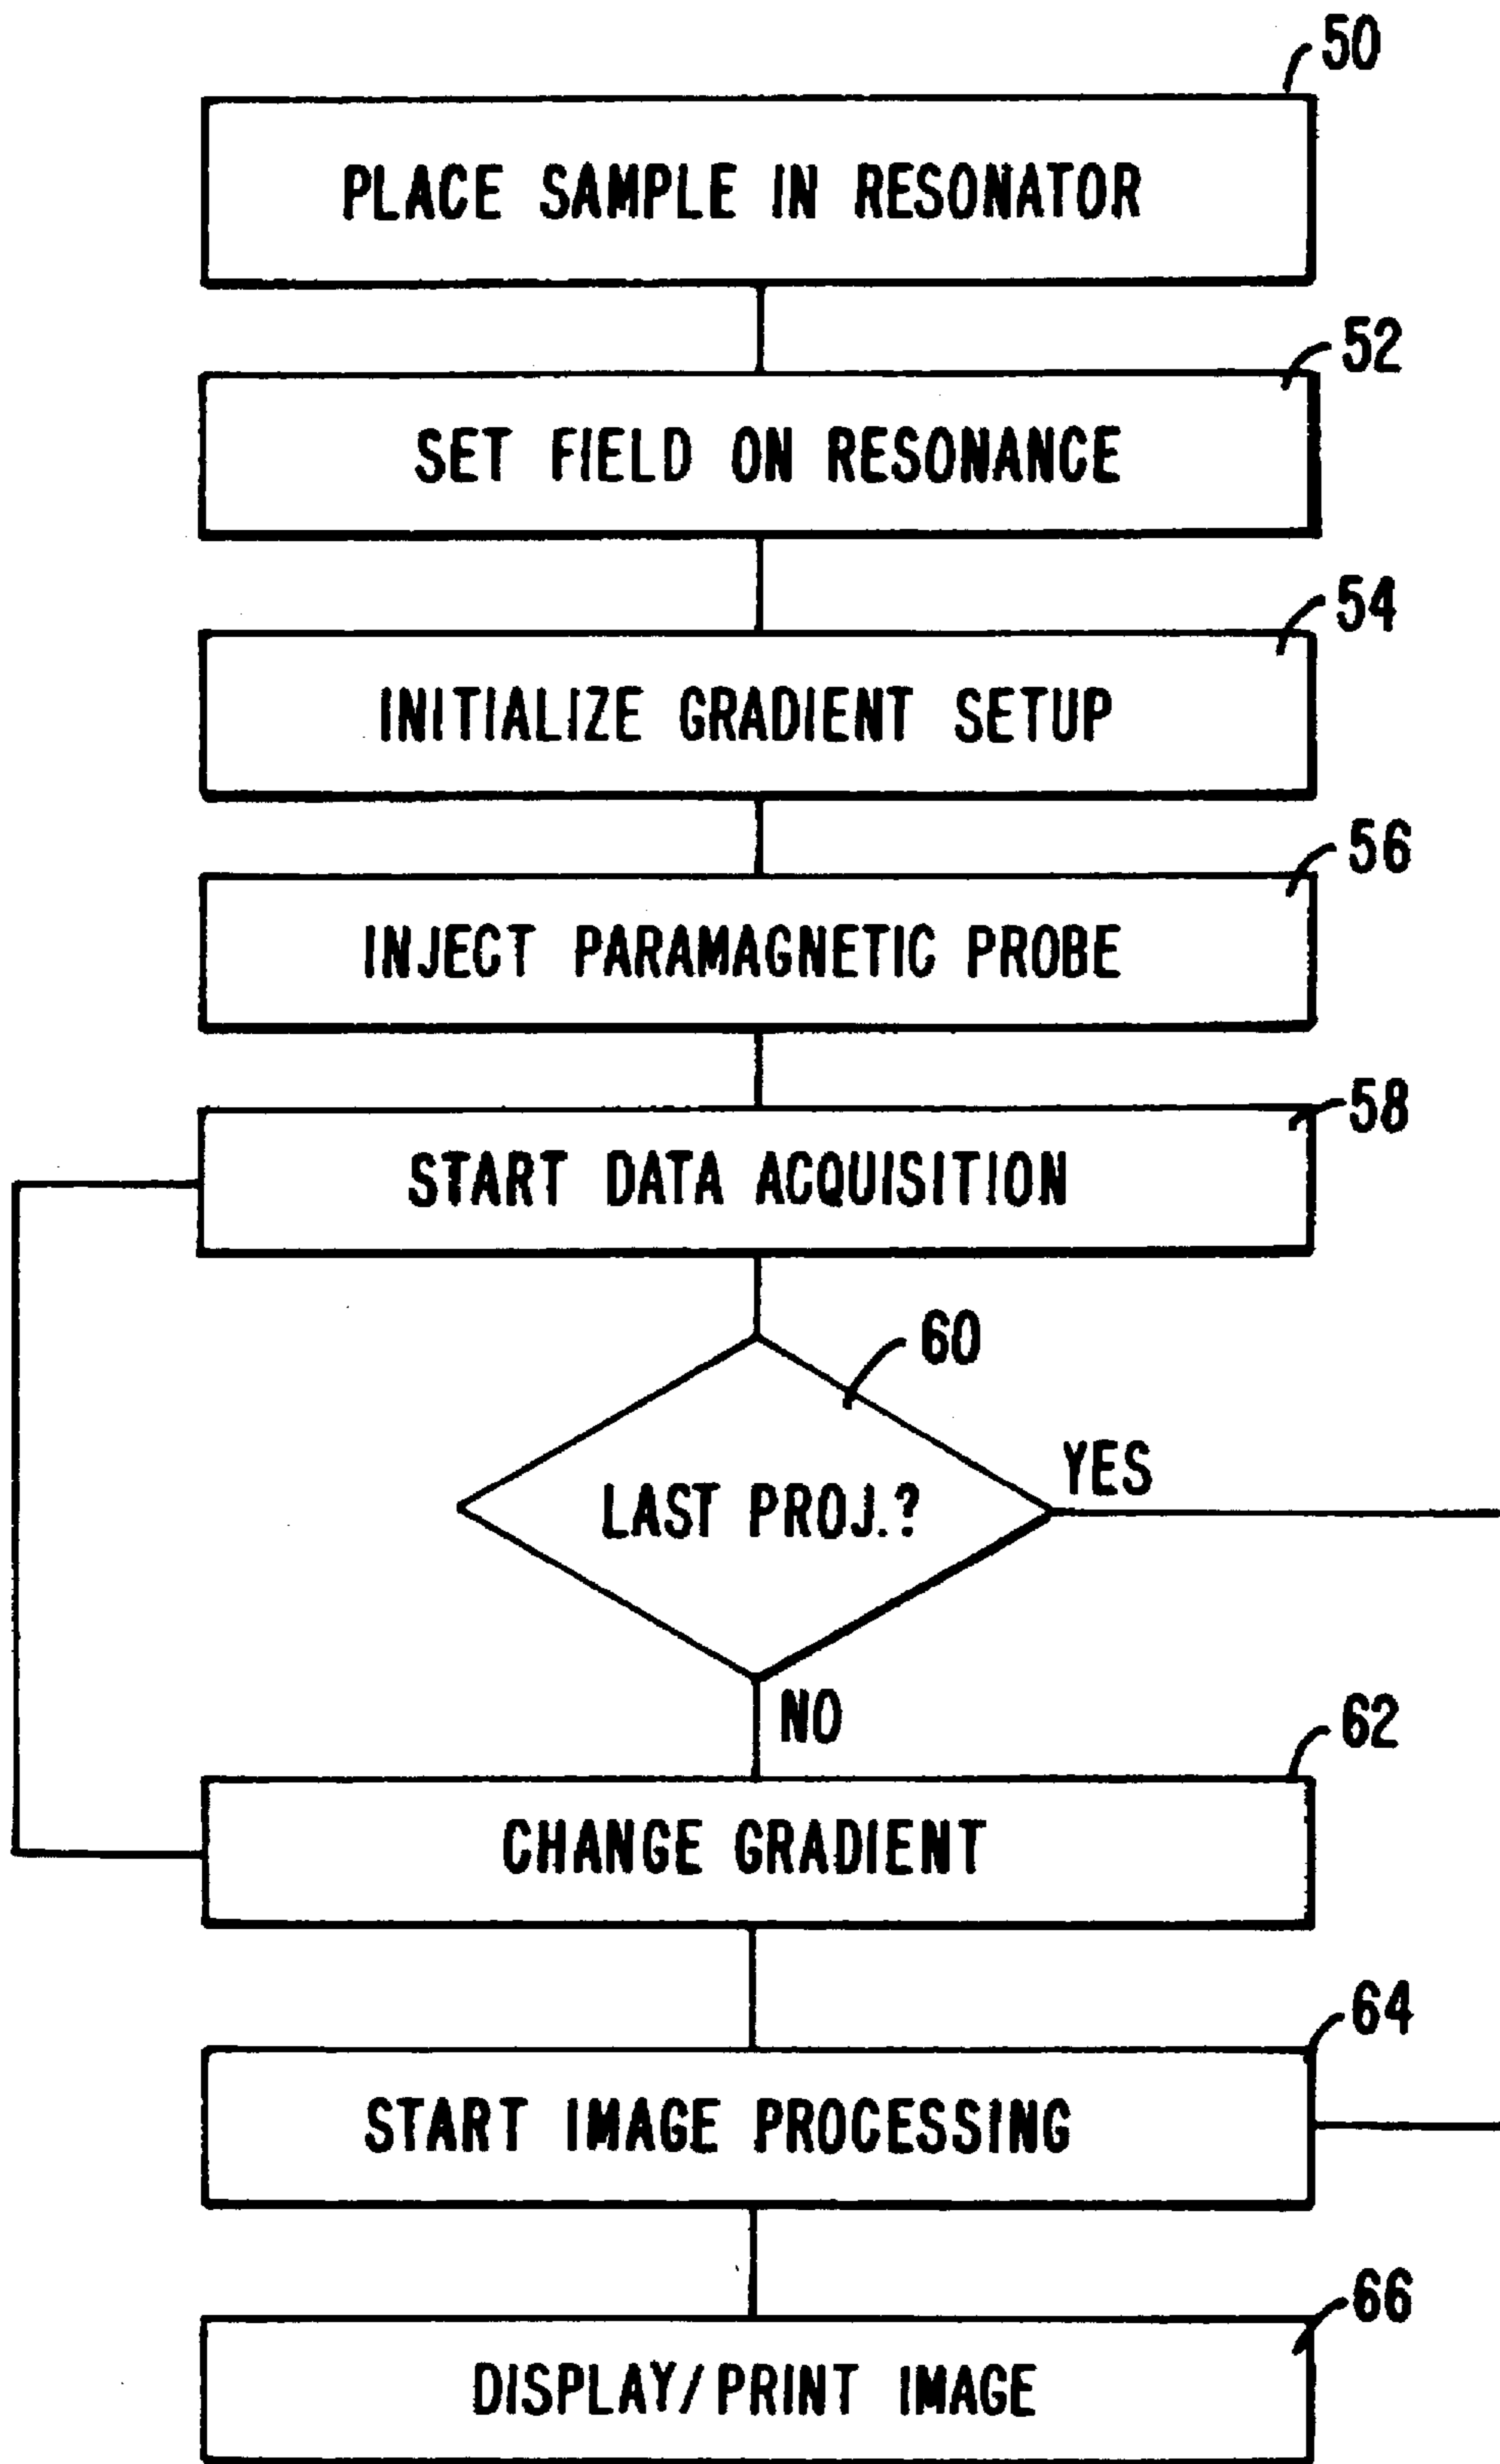 50
PLACE SAMPLE IN RESONATOR
52
SET FIELD ON RESONANCE
54
INITIALIZE GRADIENT SETUP
56
INJECT PARAMAGNETIC PROBE
58
START DATA ACQUISITION
60
LAST PROJ.?
YES
NO
62
CHANGE GRADIENT
64
START IMAGE PROCESSING
66
DISPLAY/PRINT IMAGE